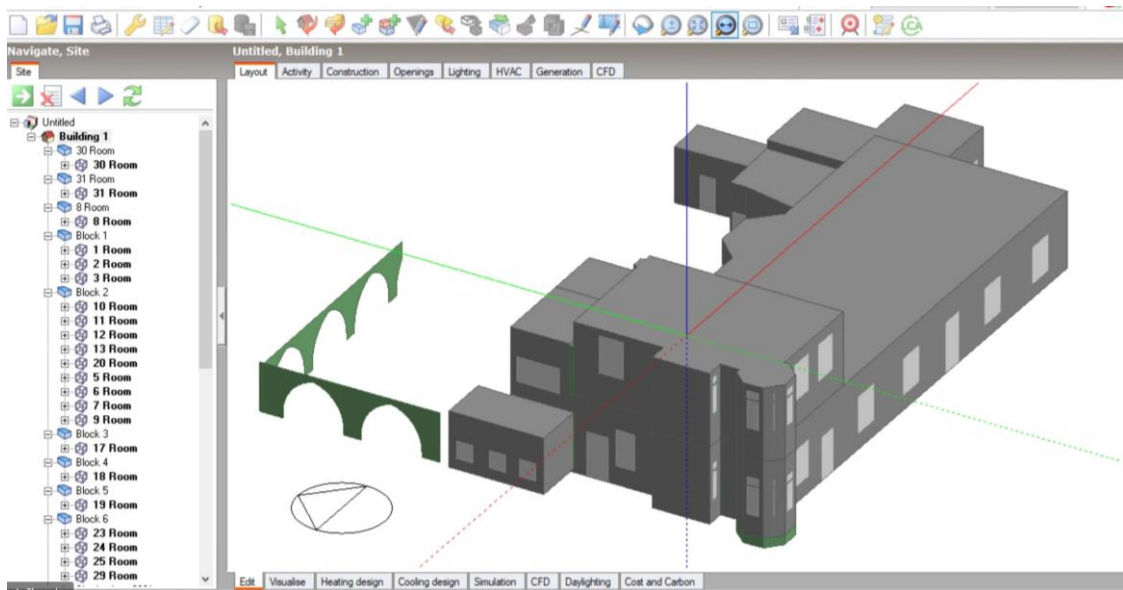 Navigate, Site
Untitled, Building 1
Site
Layout Activity Construction Openings Lighting HVAC Generation CFD
Untitled
Building 1
30 Room
30 Room
31 Room
31 Room
8 Room
8 Room
Block 1
1 Room
2 Room
3 Room
Block 2
10 Room
11 Room
12 Room
13 Room
20 Room
5 Room
6 Room
7 Room
9 Room
Block 3
17 Room
Block 4
18 Room
Block 5
19 Room
Block 6
23 Room
24 Room
25 Room
29 Room
Edit Visualise Heating design Cooling design Simulation CFD Daylighting Cost and Carbon